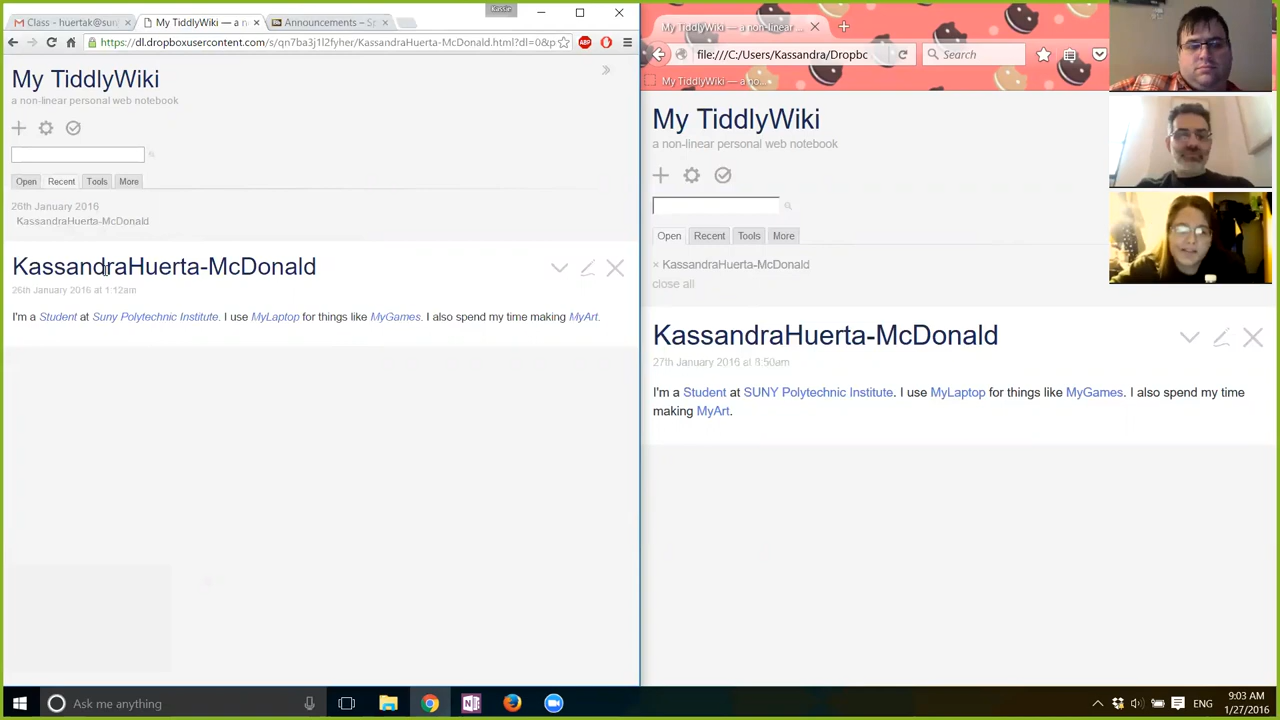 Kassie
Class - huertak@sun
My TiddlyWiki — a n
Announcements – S
https://dl.dropboxusercontent.com/s/qn7ba3j1l2fyher/KassandraHuerta-McDonald.html?dl=0&p
ABP
My TiddlyWiki
a non-linear personal web notebook
Open Recent Tools More
26th January 2016
KassandraHuerta-McDonald
KassandraHuerta-McDonald
26th January 2016 at 1:12am
I'm a Student at Suny Polytechnic Institute. I use MyLaptop for things like MyGames. I also spend my time making MyArt.
My TiddlyWiki — a non-linear ...
file:///C:/Users/Kassandra/Dropbc
Search
My TiddlyWiki — a no...
My TiddlyWiki
a non-linear personal web notebook
Open Recent Tools More
× KassandraHuerta-McDonald
close all
KassandraHuerta-McDonald
27th January 2016 at 8:50am
I'm a Student at SUNY Polytechnic Institute. I use MyLaptop for things like MyGames. I also spend my time
making MyArt.
Ask me anything
ENG
9:03 AM
1/27/2016